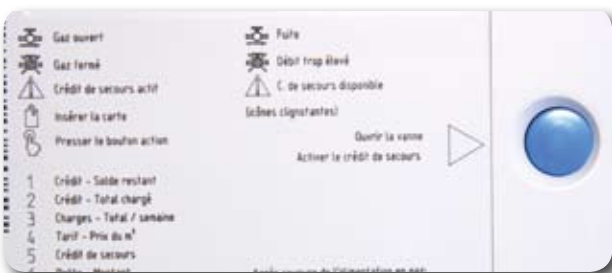 Gaz ouvert
Gaz fermé
Crédit de secours actif
Insérer la carte
Presser le bouton action
Fuite
Débit trop élevé
C. de secours disponible
(icônes clignotantes)
Ouvrir la vanne
Activer le crédit de secours
1 Crédit - Solde restant
2 Crédit - Total chargé
3 Charges - Total / semaine
4 Tarif - Prix du m³
5 Crédit de secours